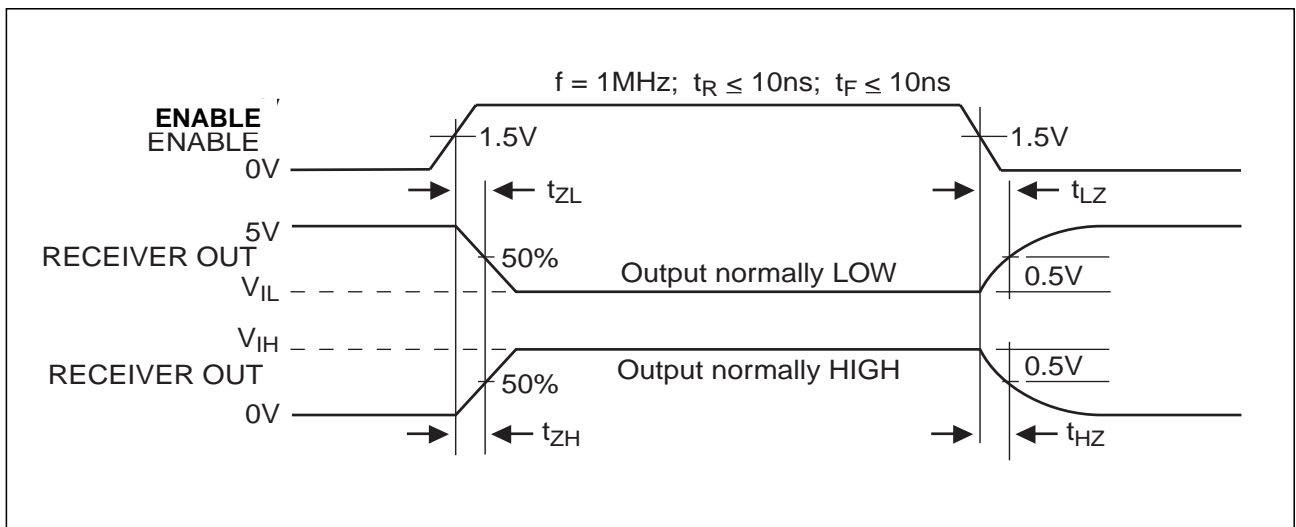 f = 1MHz; tR ≤ 10ns; tF ≤ 10ns
ENABLE
ENABLE
1.5V
1.5V
0V
tZL
tLZ
5V
RECEIVER OUT
50%
Output normally LOW
0.5V
VIL
VIH
RECEIVER OUT
50%
Output normally HIGH
0.5V
0V
tZH
tHZ